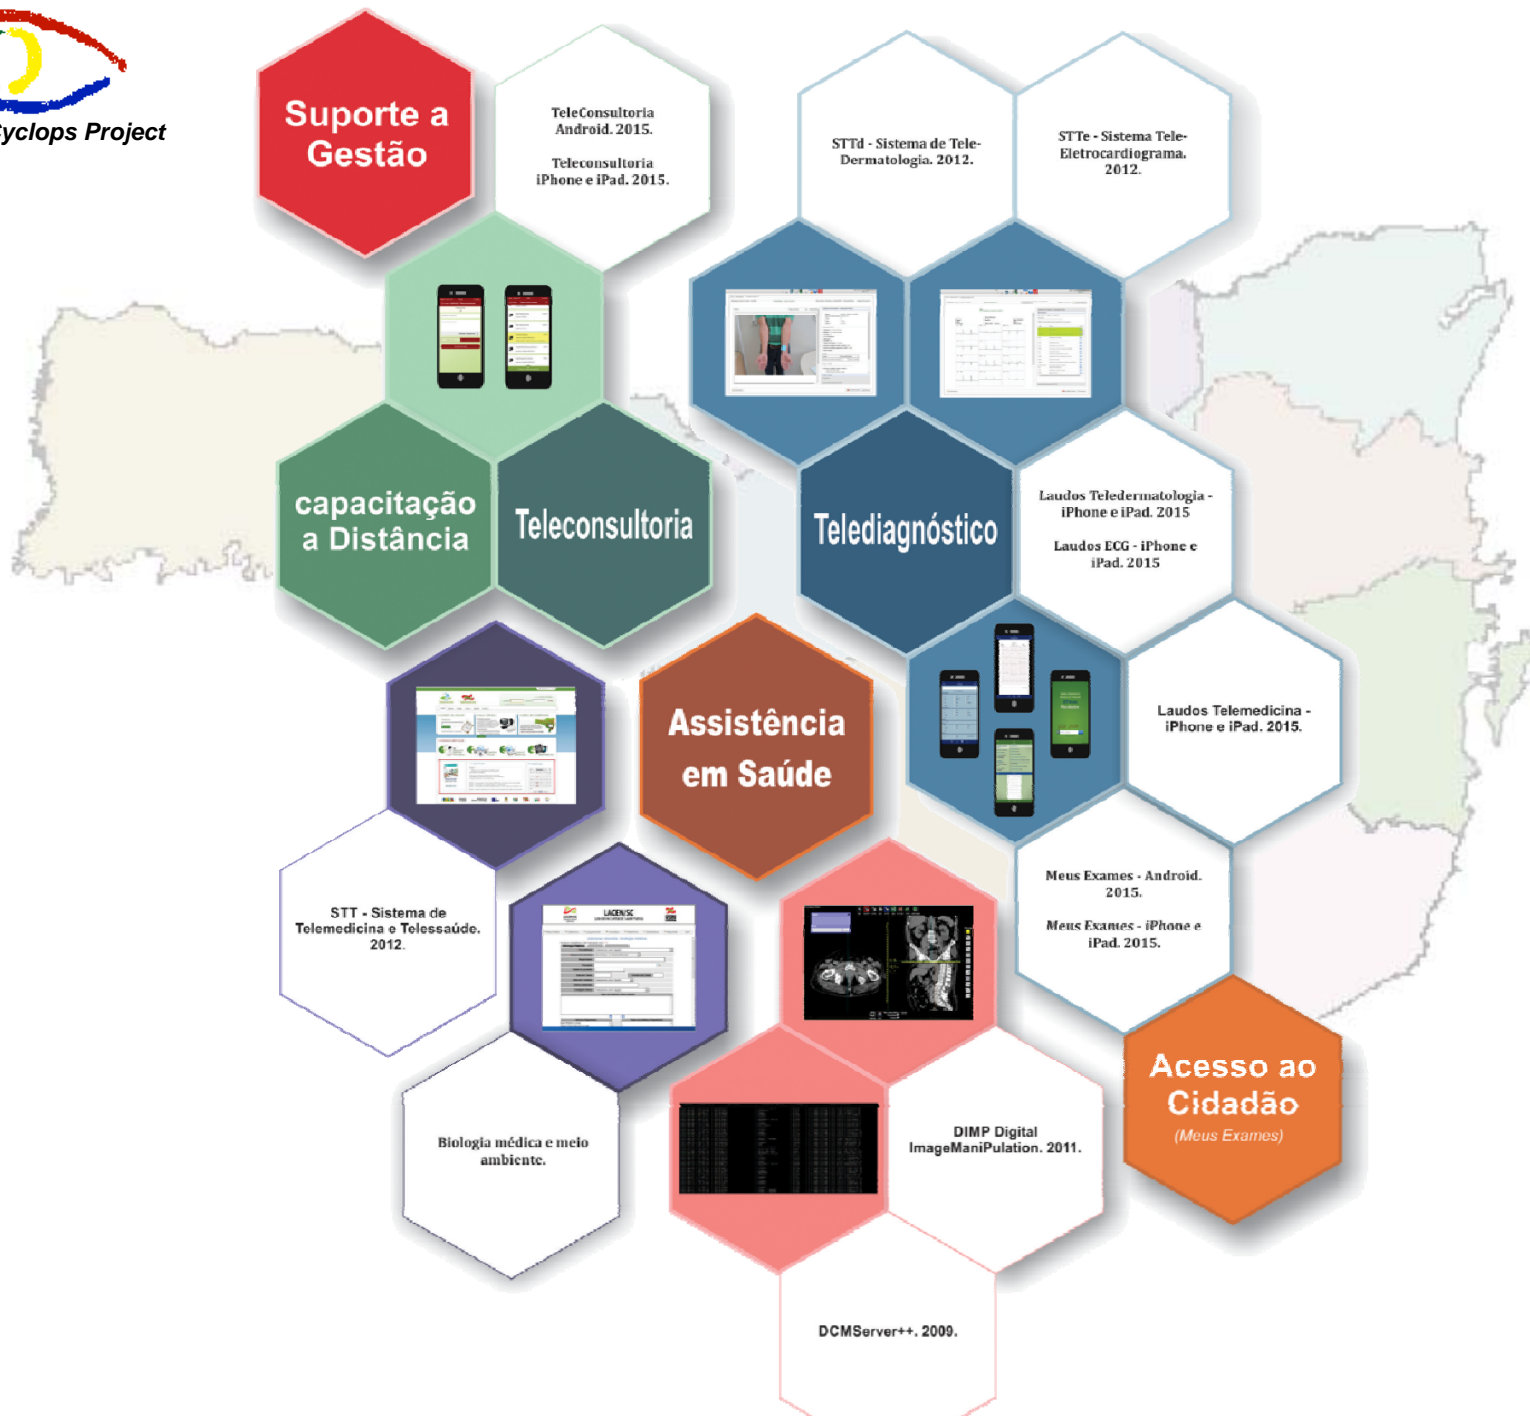 Cyclops Project
Suporte a
Gestão
TeleConsultoria
Android. 2015.
Teleconsultoria
iPhone e iPad. 2015.
STTd - Sistema de Tele-
Dermatologia. 2012.
STTe - Sistema Tele-
Eletrocardiograma.
2012.
capacitação
a Distância
Teleconsultoria
Telediagnóstico
Laudos Teledermatologia -
iPhone e iPad. 2015
Laudos ECG - iPhone e
iPad. 2015
Assistência
em Saúde
Laudos Telemedicina -
iPhone e iPad. 2015.
STT - Sistema de
Telemedicina e Telessaúde.
2012.
LACEN/SC
Meus Exames - Android.
2015.
Meus Exames - iPhone e
iPad. 2015.
Acesso ao
Cidadão
(Meus Exames)
Biologia médica e meio
ambiente.
DIMP Digital
ImageManiPulation. 2011.
DCMServer++. 2009.